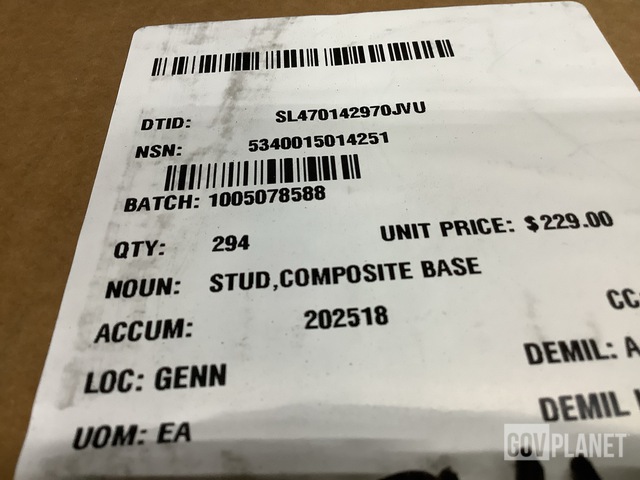 DTID: SL470142970JVU
NSN: 5340015014251
BATCH: 1005078588
QTY: 294 UNIT PRICE: $229.00
NOUN: STUD,COMPOSITE BASE
ACCUM: 202518 CC:
LOC: GENN DEMIL: A
UOM: EA DEMIL
GOVPLANET